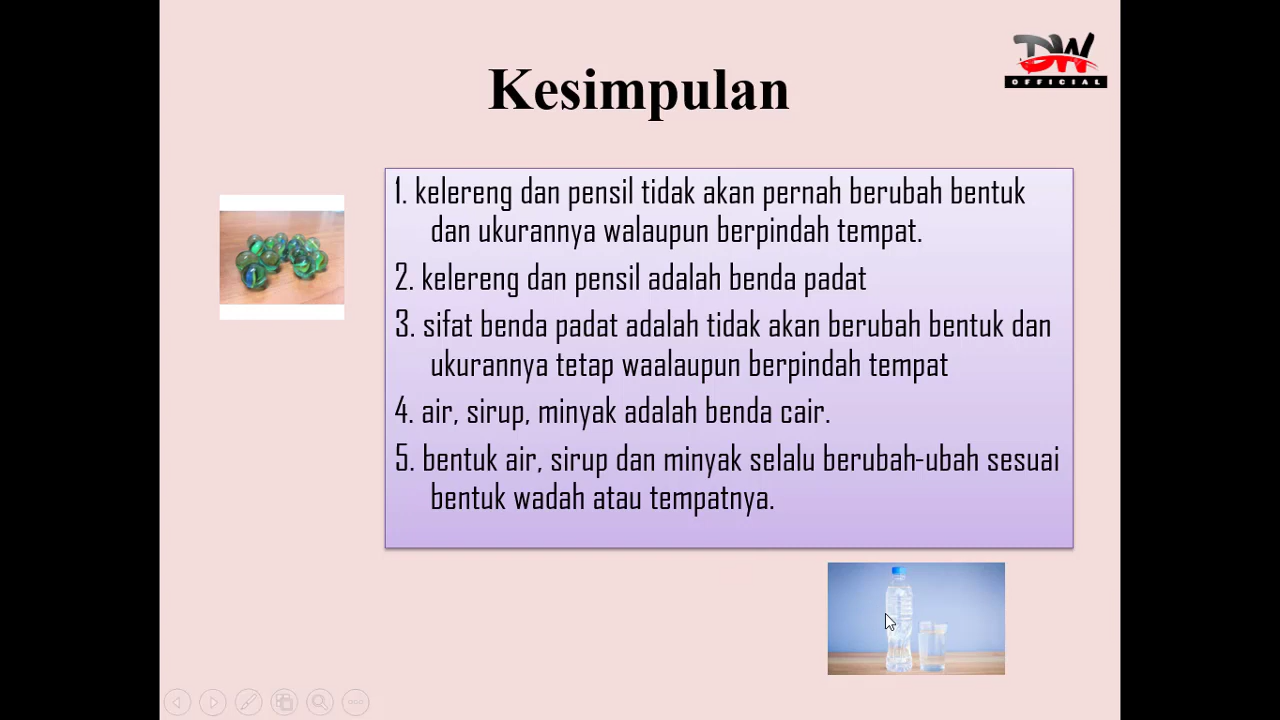 DW
OFFICIAL
Kesimpulan
1. kelereng dan pensil tidak akan pernah berubah bentuk
dan ukurannya walaupun berpindah tempat.
2. kelereng dan pensil adalah benda padat
3. sifat benda padat adalah tidak akan berubah bentuk dan
ukurannya tetap waalaupun berpindah tempat
4. air, sirup, minyak adalah benda cair.
5. bentuk air, sirup dan minyak selalu berubah-ubah sesuai
bentuk wadah atau tempatnya.